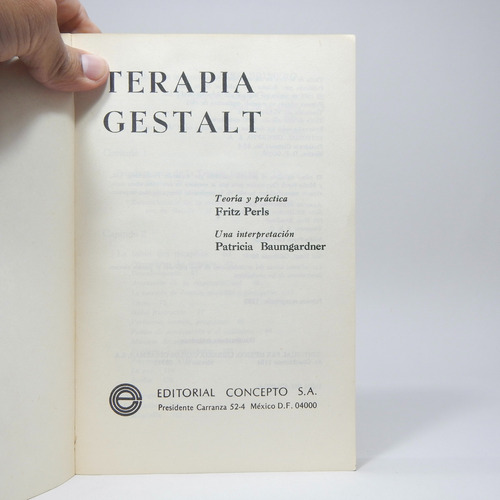 TERAPIA
GESTALT
Teoría y práctica
Fritz Perls
Una interpretación
Patricia Baumgardner
EDITORIAL CONCEPTO S.A.
Presidente Carranza 52-4 México D.F. 04000